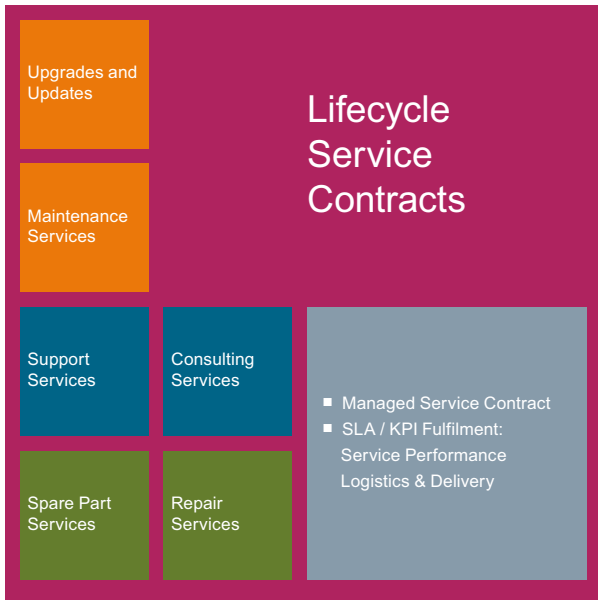 Upgrades and
Updates
Lifecycle
Service
Contracts
Maintenance
Services
Support
Services
Consulting
Services
■ Managed Service Contract
■ SLA / KPI Fulfilment:
Service Performance
Logistics & Delivery
Spare Part
Services
Repair
Services